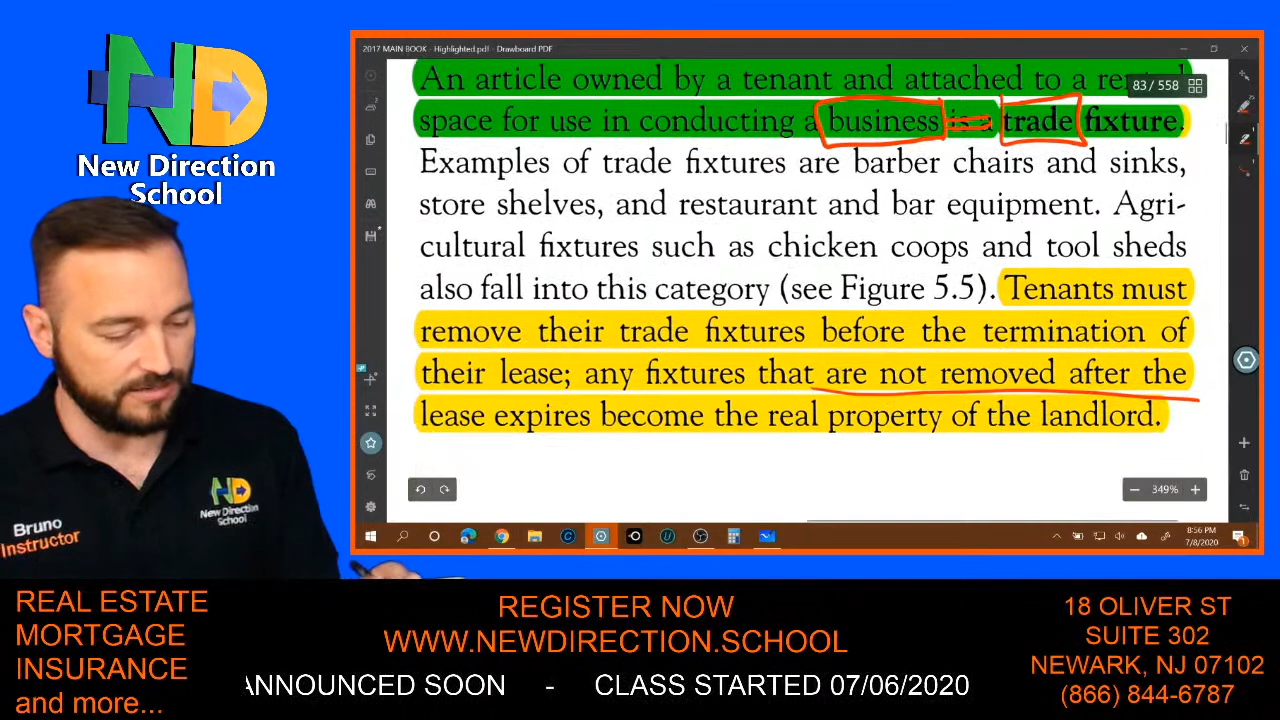 ND
New Direction
School
2017 MAIN BOOK - Highlighted.pdf - Drawboard PDF
An article owned by a tenant and attached to a
83 / 558
space for use in conducting a business is a trade fixture.
Examples of trade fixtures are barber chairs and sinks,
store shelves, and restaurant and bar equipment. Agri-
cultural fixtures such as chicken coops and tool sheds
also fall into this category (see Figure 5.5). Tenants must
remove their trade fixtures before the termination of
their lease; any fixtures that are not removed after the
lease expires become the real property of the landlord.
349%
8:56 PM
7/8/2020
ND
New Direction
School
Bruno
Instructor
REAL ESTATE
MORTGAGE
INSURANCE
and more...
REGISTER NOW
WWW.NEWDIRECTION.SCHOOL
ANNOUNCED SOON - CLASS STARTED 07/06/2020
18 OLIVER ST
SUITE 302
NEWARK, NJ 07102
(866) 844-6787